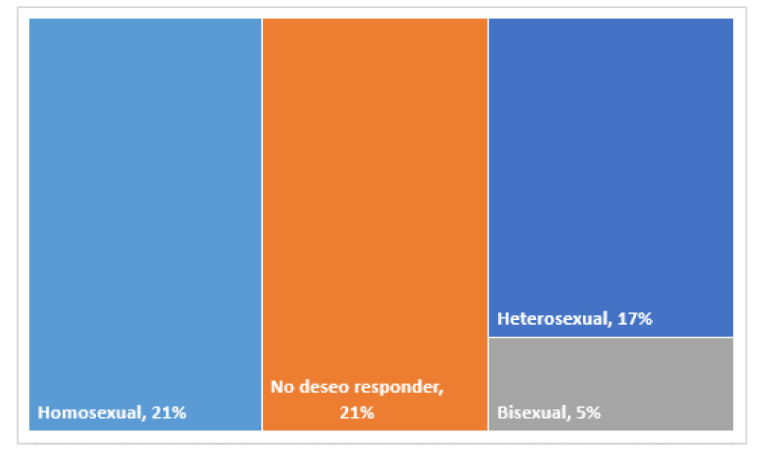 Homosexual, 21%
No deseo responder,
21%
Heterosexual, 17%
Bisexual, 5%